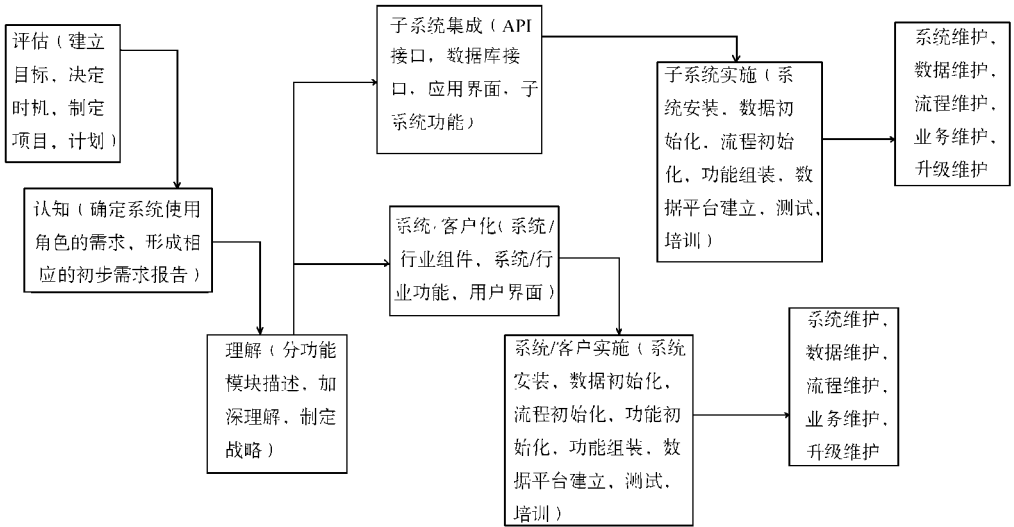 评估（建立
目标、决定
时机、制定
项目、计划）
认知（确定系统使用
角色的需求、形成相
应的初步需求报告）
理解（分功能
模块描述、加
深理解、制定
战略）
子系统集成（API
接口，数据库接
口、应用界面、子
系统功能）
子系统实施（系
统安装、数据初
始化、流程初始
化、功能组装、数
据平台建立、测试、
培训）
系统维护、
数据维护、
流程维护、
业务维护、
升级维护
系统/客户化（系统/
行业组件、系统/行
业功能、用户界面）
系统/客户实施（系统
安装、数据初始化，
流程初始化、功能初
始化、功能组装、数
据平台建立、测试、
培训）
系统维护、
数据维护、
流程维护、
业务维护、
升级维护